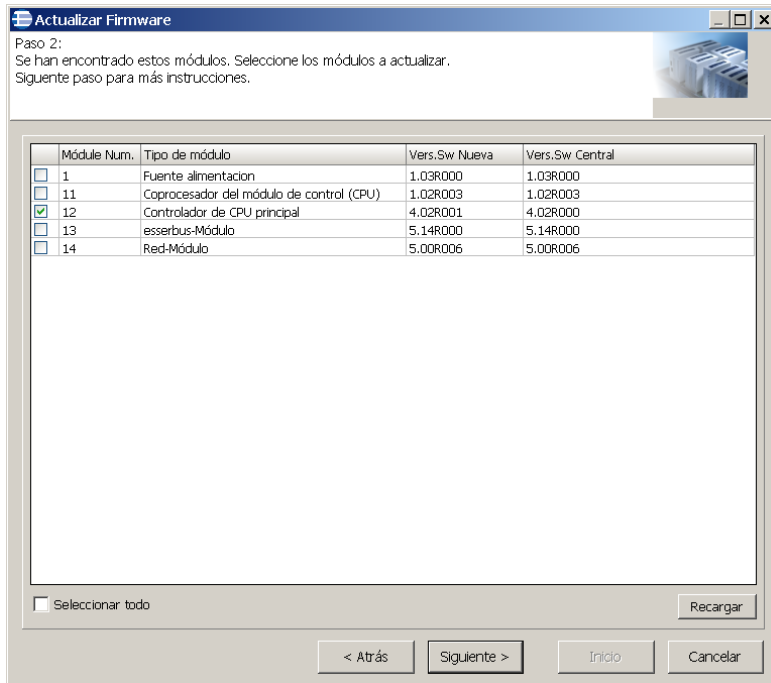 Actualizar Firmware
Paso 2:
Se han encontrado estos módulos. Seleccione los módulos a actualizar.
Siguente paso para más instrucciones.
Módule Num. Tipo de módulo Vers.Sw Nueva Vers.Sw Central
1 Fuente alimentacion 1.03R000 1.03R000
11 Coprocesador del módulo de control (CPU) 1.02R003 1.02R003
12 Controlador de CPU principal 4.02R001 4.02R000
13 esserbus-Módulo 5.14R000 5.14R000
14 Red-Módulo 5.00R006 5.00R006
Seleccionar todo Recargar
< Atrás Siguiente > Inicio Cancelar